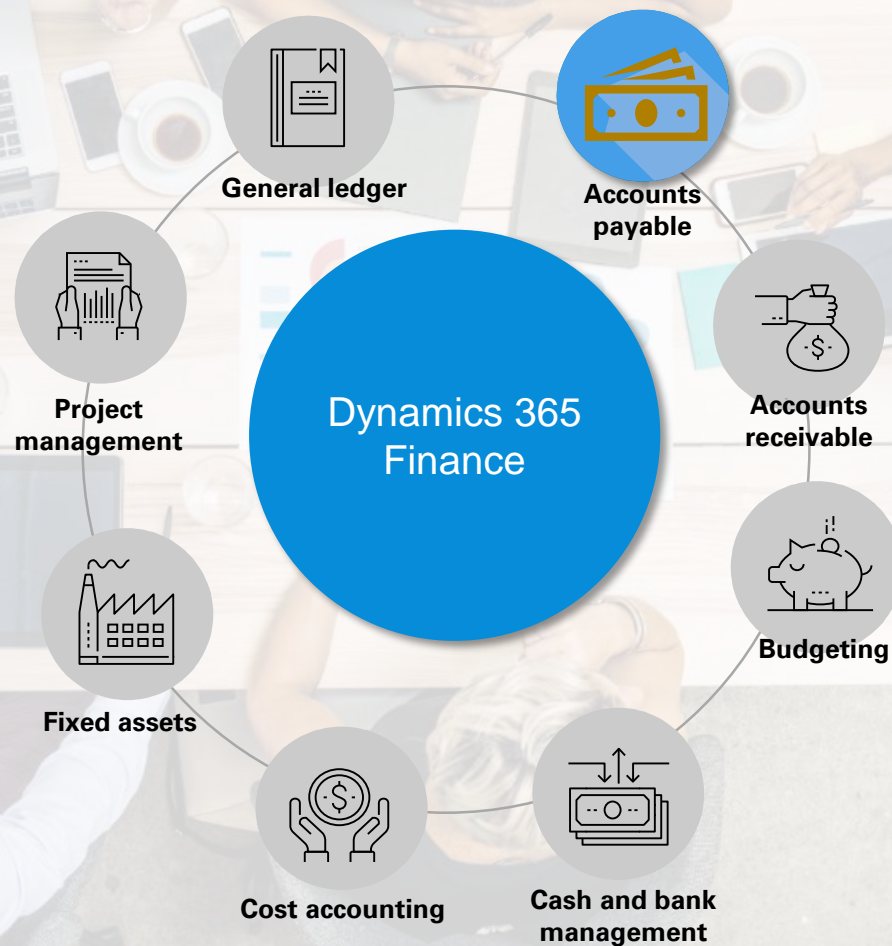 General ledger
Accounts
payable
Project
management
Dynamics 365
Finance
Accounts
receivable
Budgeting
Fixed assets
Cost accounting
Cash and bank
management